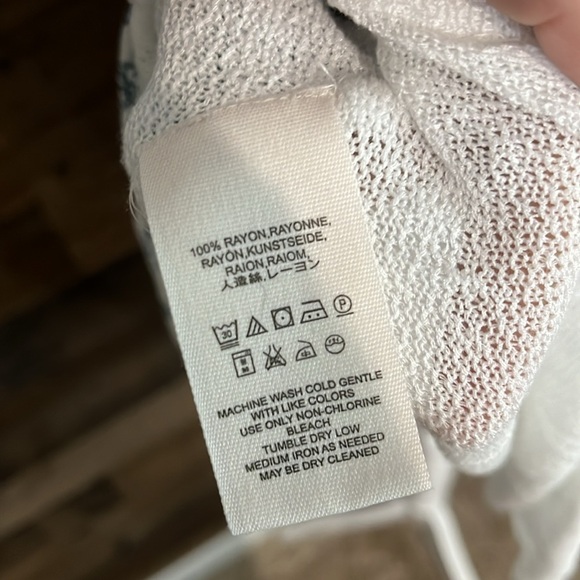 100% RAYON,RAYONNE,
RAYÓN,KUNSTSEIDE,
RAION,RAIOM,
人造絲,レーヨン
30 P
MACHINE WASH COLD GENTLE
WITH LIKE COLORS
USE ONLY NON-CHLORINE
BLEACH
TUMBLE DRY LOW
MEDIUM IRON AS NEEDED
MAY BE DRY CLEANED